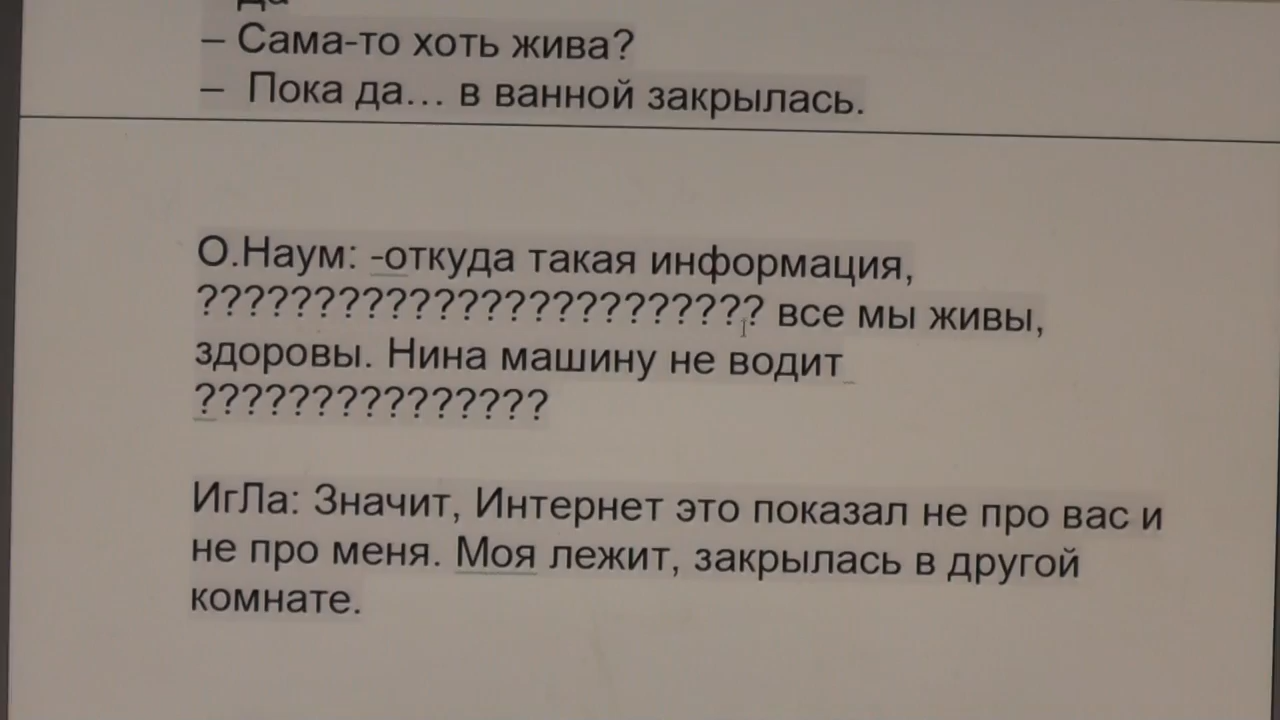 да
– Сама-то хоть жива?
– Пока да... в ванной закрылась.
О.Наум: -откуда такая информация,
???????????????????????? все мы живы,
здоровы. Нина машину не водит
???????????????
ИгЛа: Значит, Интернет это показал не про вас и
не про меня. Моя лежит, закрылась в другой
комнате.